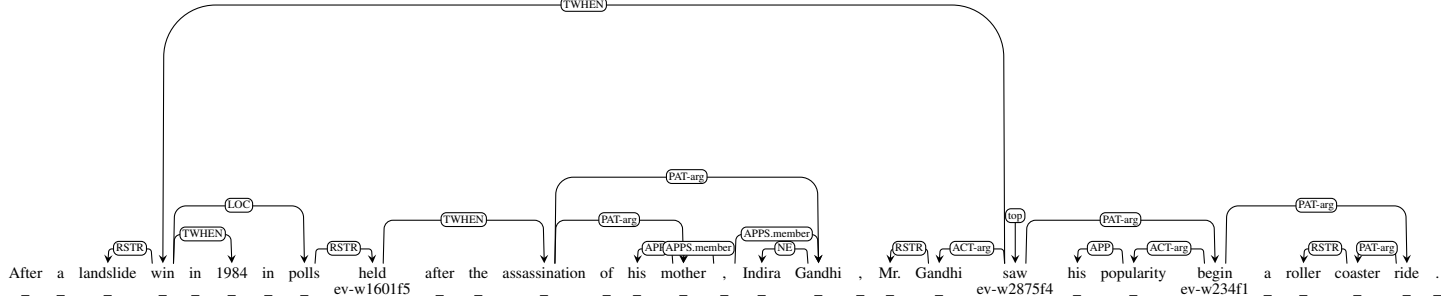 TWHEN
PAT-arg
LOC
PAT-arg
top
TWHEN
PAT-arg
PAT-arg
TWHEN
APPS.member
RSTR
RSTR
APPS.member
NE
RSTR
ACT-arg
APP
ACT-arg
RSTR
PAT-arg
After a landslide win in 1984 in polls held after the assassination of his mother , Indira Gandhi , Mr. Gandhi saw his popularity begin a roller coaster ride .
_ _ _ _ _ _ _ _ ev-w1601f5 _ _ _ _ _ _ _ _ _ _ _ _ ev-w2875f4 _ _ ev-w234f1 _ _ _ _ _